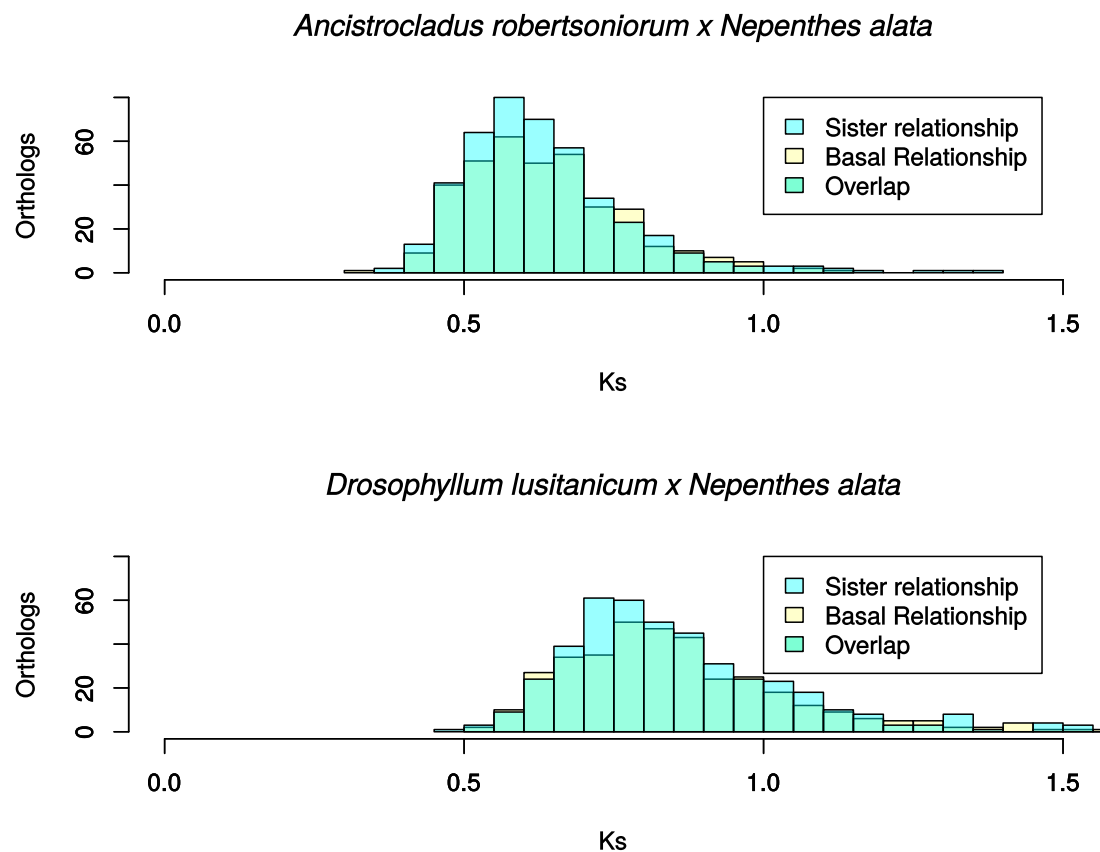 Ancistrocladus robertsoniorum x Nepenthes alata
Orthologs
60
20
0
Sister relationship
Basal Relationship
Overlap
0.0 0.5 1.0 1.5
Ks
Drosophyllum lusitanicum x Nepenthes alata
Orthologs
60
20
0
Sister relationship
Basal Relationship
Overlap
0.0 0.5 1.0 1.5
Ks